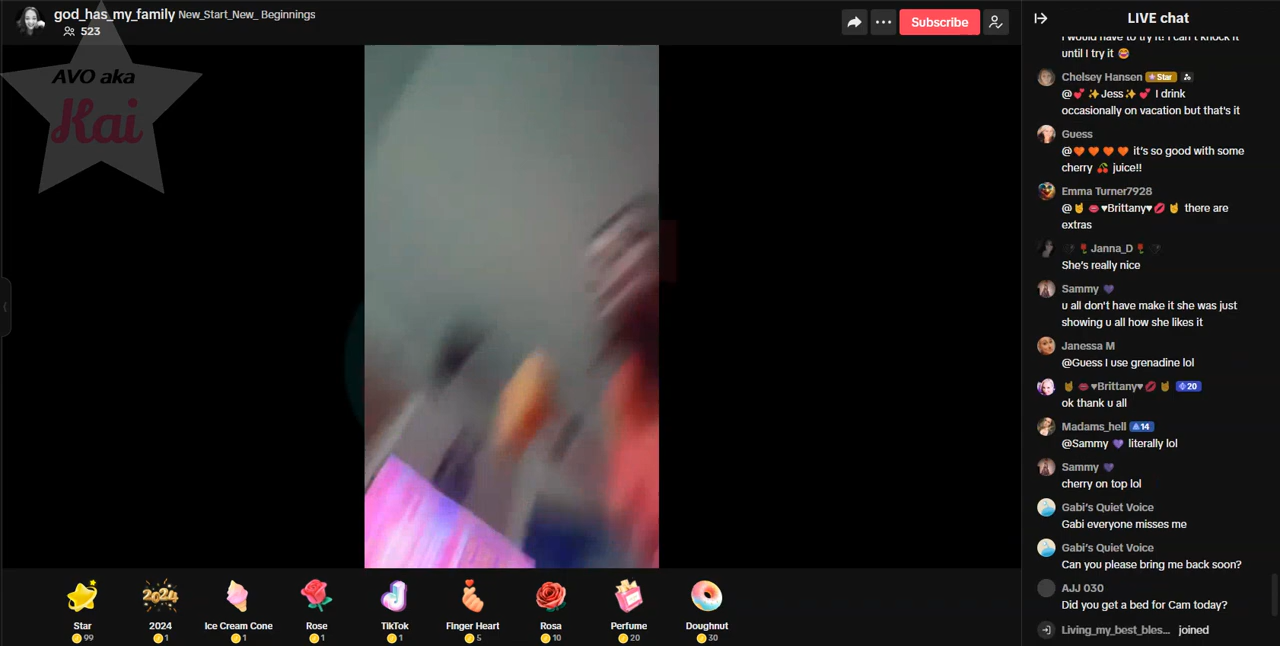 god_has_my_family New_Start_New_ Beginnings
523
Subscribe
AVO aka
Kai
LIVE chat
I would have to try it! I can't knock it
until I try it 😂
Chelsey Hansen Star
@💕 ✨Jess✨ 💕 I drink
occasionally on vacation but that's it
Guess
@🧡 🧡 🧡 🧡 it's so good with some
cherry 🍒 juice!!
Emma Turner7928
@🤘 👄♥Brittany♥💋 🤘 there are
extras
🌹 Janna_D🌹
She's really nice
Sammy 💜
u all don't have make it she was just
showing u all how she likes it
Janessa M
@Guess I use grenadine lol
🤘 👄♥Brittany♥💋 🤘 20
ok thank u all
Madams_hell 14
@Sammy 💜 literally lol
Sammy 💜
cherry on top lol
Gabi's Quiet Voice
Gabi everyone misses me
Gabi's Quiet Voice
Can you please bring me back soon?
AJJ 030
Did you get a bed for Cam today?
Living_my_best_bles... joined
2024
Star 2024 Ice Cream Cone Rose TikTok Finger Heart Rosa Perfume Doughnut
99 1 1 1 1 5 10 20 30